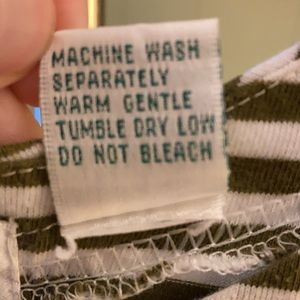 MACHINE WASH
SEPARATELY
WARM GENTLE
TUMBLE DRY LOW
DO NOT BLEACH